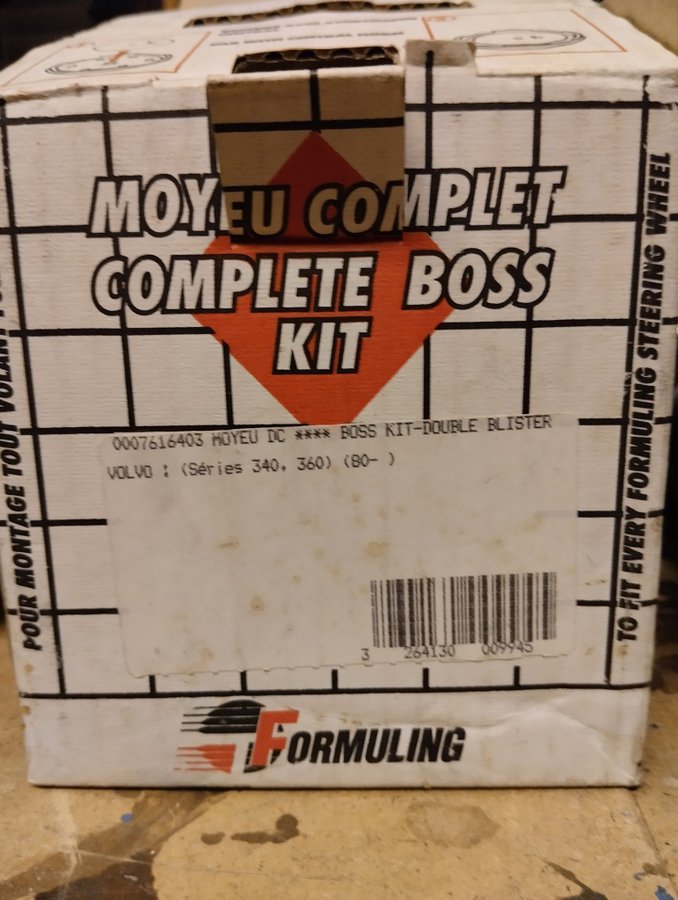 MOYEU COMPLET
COMPLETE BOSS
KIT
0007616403 MOYEU DC **** BOSS KIT-DOUBLE BLISTER
VOLVO : (Séries 340, 360) (80- )
3 264130 009945
FORMULING
POUR MONTAGE TOUT VOLANT
TO FIT EVERY FORMULING STEERING WHEEL